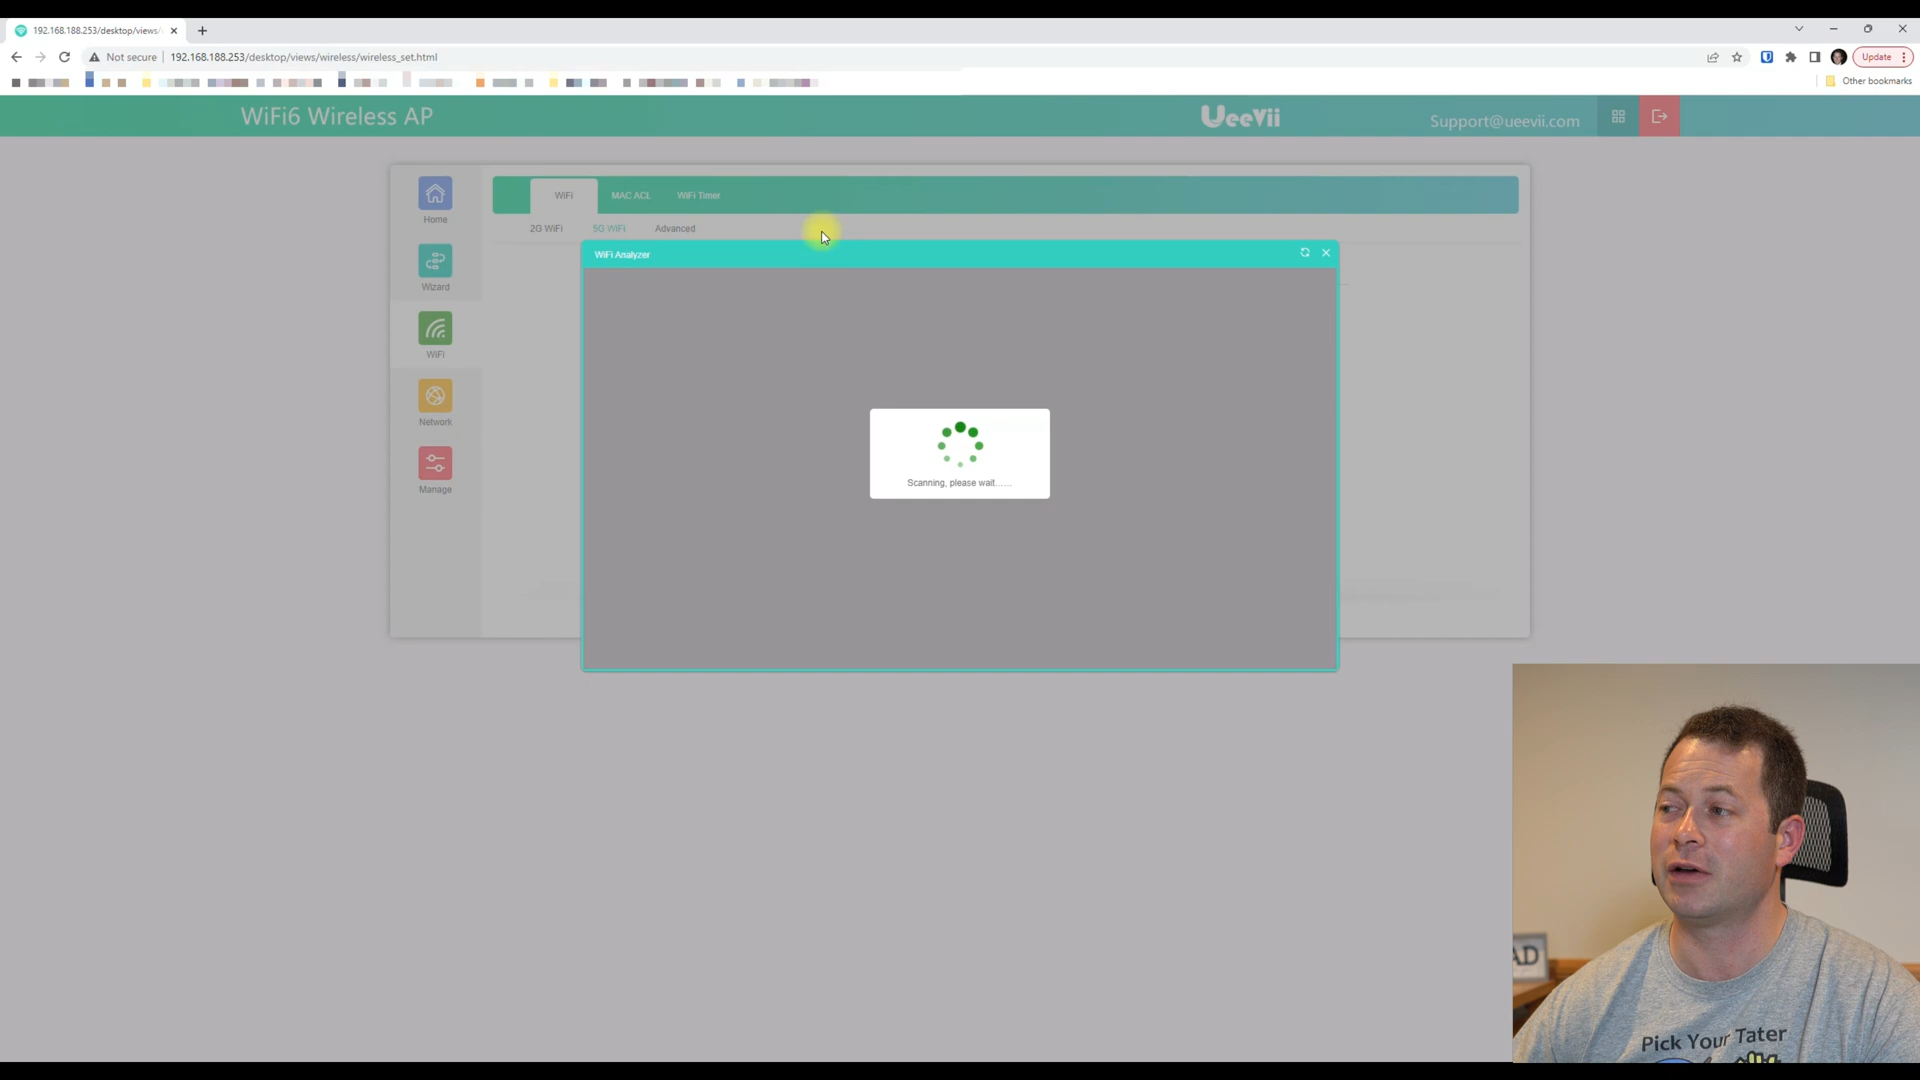 192.168.188.253/desktop/views/
Not secure
192.168.188.253/desktop/views/wireless/wireless_set.html
Update
Other bookmarks
WiFi6 Wireless AP
UeeVii
Support@ueevii.com
WiFi
MAC ACL
WiFi Timer
Home
2G WiFi
5G WiFi
Advanced
WiFi Analyzer
Wizard
WiFi
Network
Manage
Scanning, please wait......
AD
Pick Your Tater